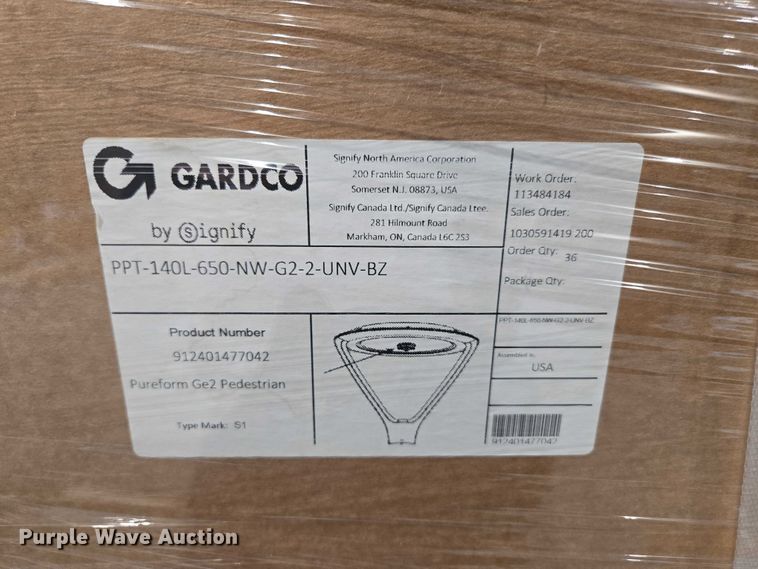 GARDCO
by Signify
Signify North America Corporation
200 Franklin Square Drive
Somerset N.J. 08873, USA
Signify Canada Ltd./Signify Canada Ltee.
281 Hilmount Road
Markham, ON, Canada L6C 2S3
Work Order:
113484184
Sales Order:
1030591419 200
Order Qty: 36
Package Qty:
PPT-140L-650-NW-G2-2-UNV-BZ
Product Number
912401477042
Pureform Ge2 Pedestrian
Type Mark: S1
PPT-140L-650-NW-G2-2-UNV-BZ
Assembled in:
USA
912401477042
Purple Wave Auction